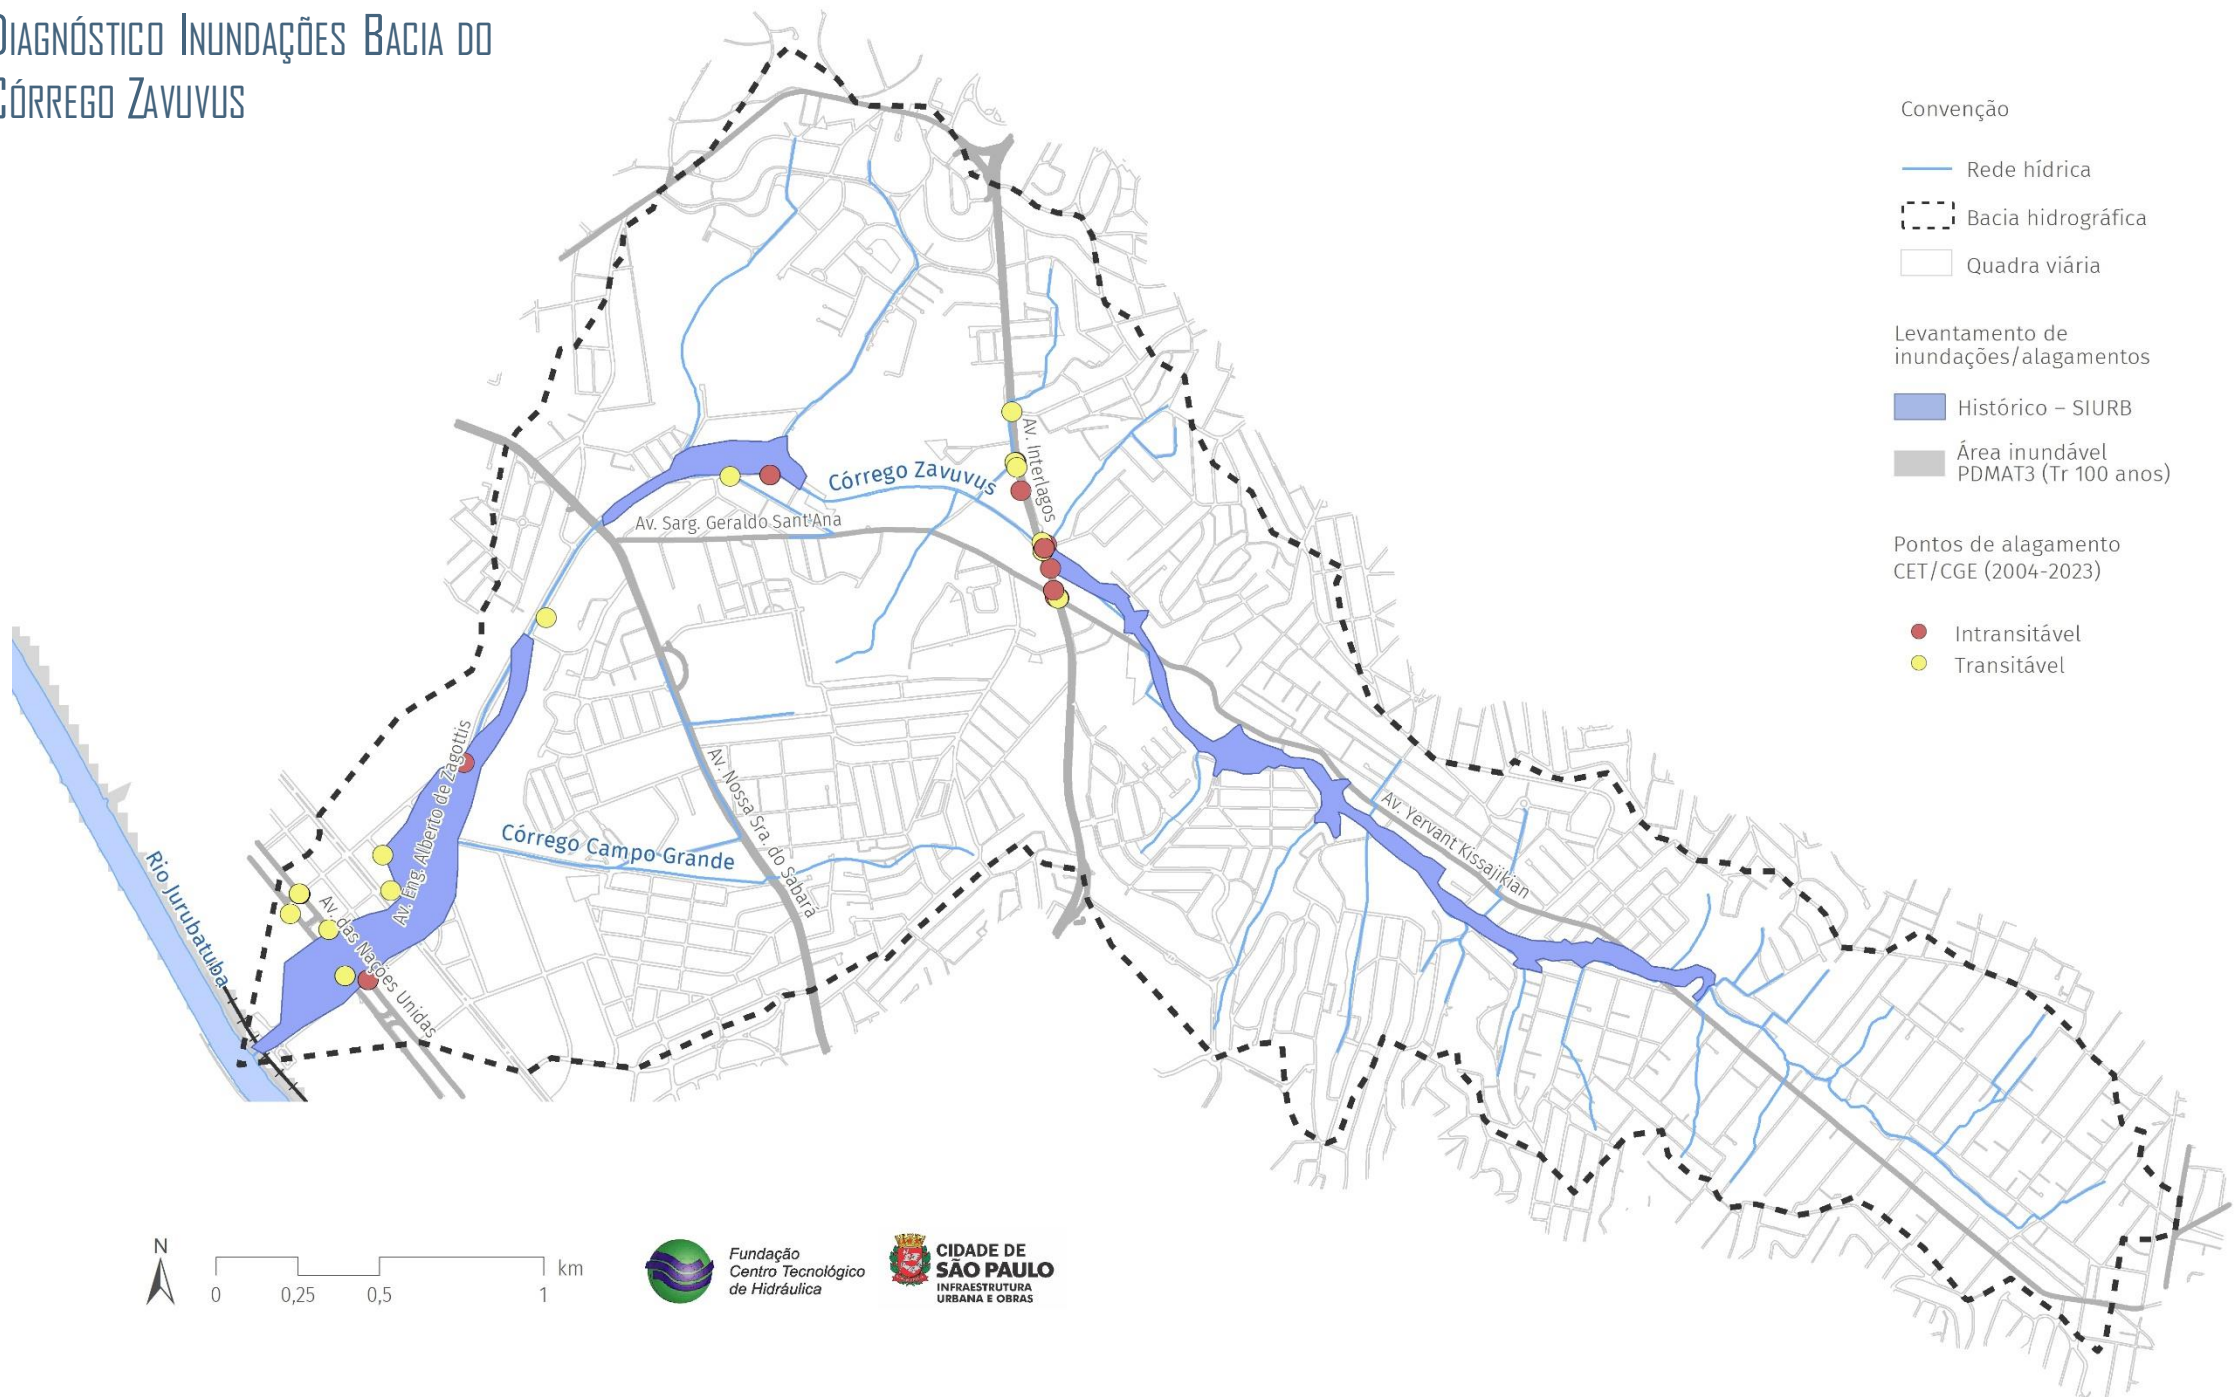 DIAGNÓSTICO INUNDAÇÕES BACIA DO
CÓRREGO ZAVUVUS
Convenção
Rede hídrica
Bacia hidrográfica
Quadra viária
Levantamento de
inundações/alagamentos
Histórico – SIURB
Área inundável
PDMAT3 (Tr 100 anos)
Pontos de alagamento
CET/CGE (2004-2023)
Intransitável
Transitável
Av. Interlagos
Córrego Zavuvus
Av. Sarg. Geraldo Sant'Ana
Av. Eng. Alberto de Zagottis
Av. Nossa Sra. do Sabará
Córrego Campo Grande
Av. Yervant Kissajikian
Rio Jurubatuba
Av. das Nações Unidas
N
0
0,25
0,5
1
km
Fundação
Centro Tecnológico
de Hidráulica
CIDADE DE
SÃO PAULO
INFRAESTRUTURA
URBANA E OBRAS